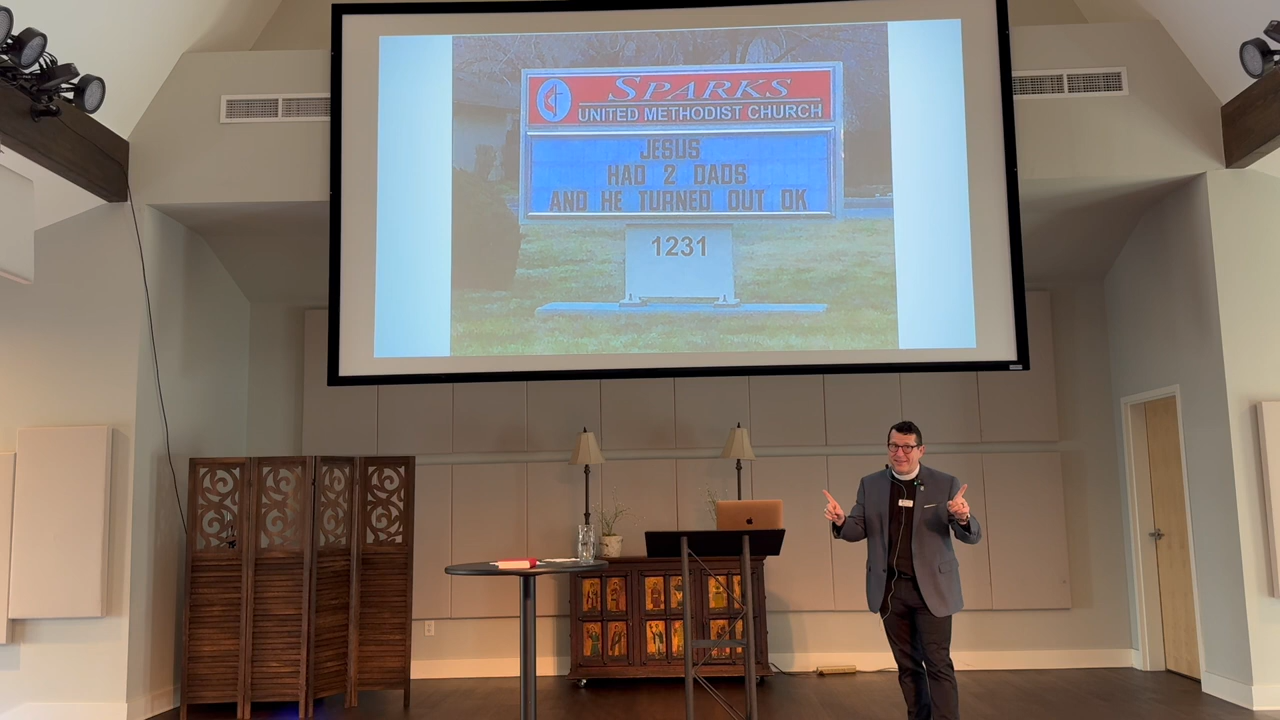 SPARKS
UNITED METHODIST CHURCH
JESUS
HAD 2 DADS
AND HE TURNED OUT OK
1231